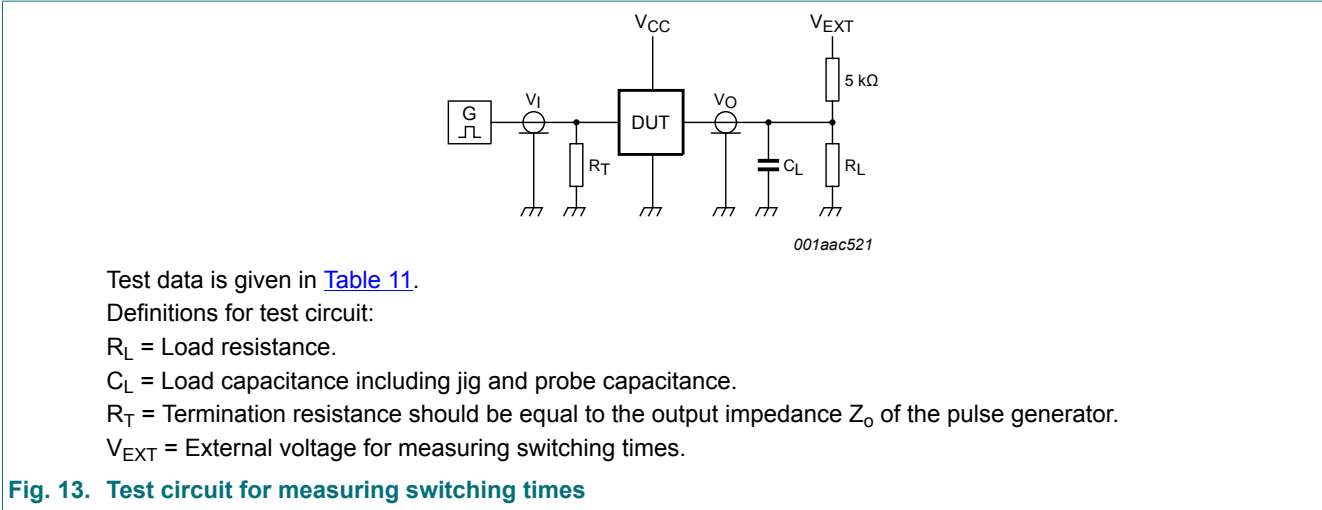 VCC
VEXT
5 kΩ
G
VI
DUT
VO
RT
CL
RL
001aac521
Test data is given in Table 11.
Definitions for test circuit:
RL = Load resistance.
CL = Load capacitance including jig and probe capacitance.
RT = Termination resistance should be equal to the output impedance Zo of the pulse generator.
VEXT = External voltage for measuring switching times.
Fig. 13. Test circuit for measuring switching times